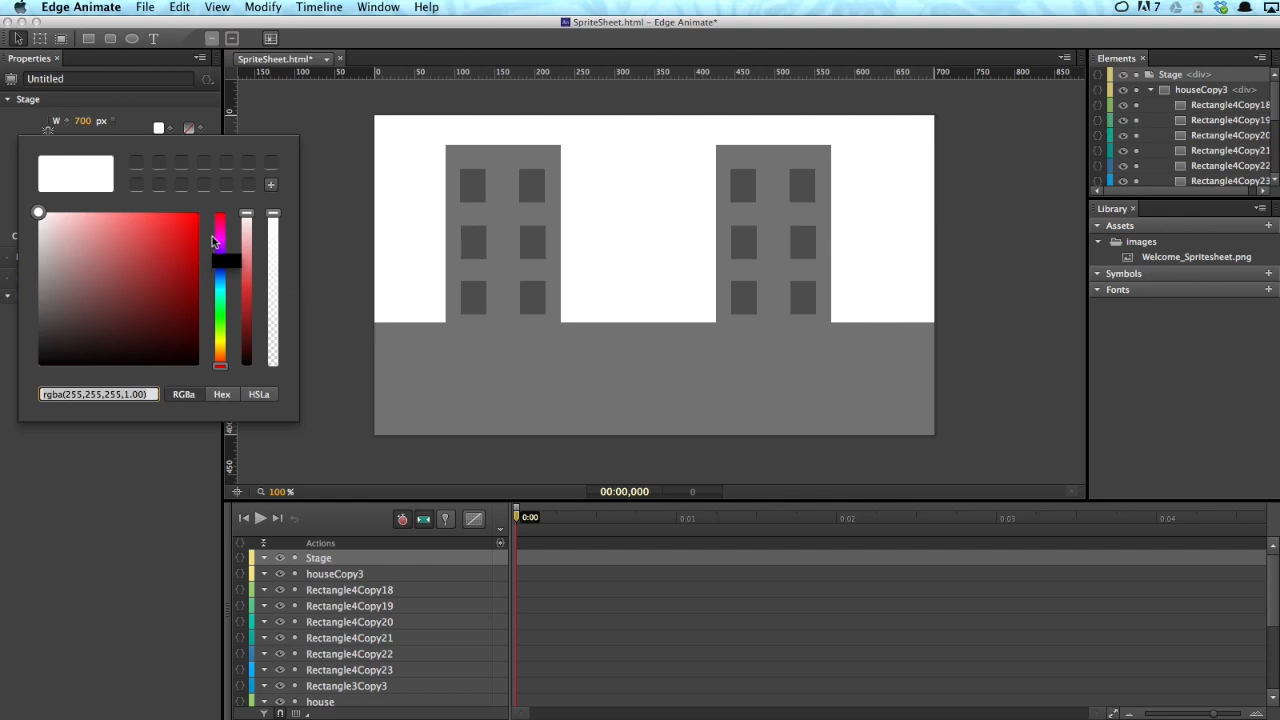 Edge Animate File Edit View Modify Timeline Window Help 7
SpriteSheet.html – Edge Animate*
T
Properties
SpriteSheet.html*
Elements
Untitled
150 100 50 0 50 100 150 200 250 300 350 400 450 500 550 600 650 700 750 800 850
Stage <div>
Stage
houseCopy3 <div>
Rectangle4Copy18
W 700 px
Rectangle4Copy19
Rectangle4Copy20
Rectangle4Copy21
Rectangle4Copy22
Rectangle4Copy23
Library
Assets
images
Welcome_Spritesheet.png
Symbols
Fonts
rgba(255,255,255,1.00) RGBa Hex HSLa
450
100 % 00:00,000 0
0:00 0:01 0:02 0:03 0:04
Actions
Stage
houseCopy3
Rectangle4Copy18
Rectangle4Copy19
Rectangle4Copy20
Rectangle4Copy21
Rectangle4Copy22
Rectangle4Copy23
Rectangle3Copy3
house